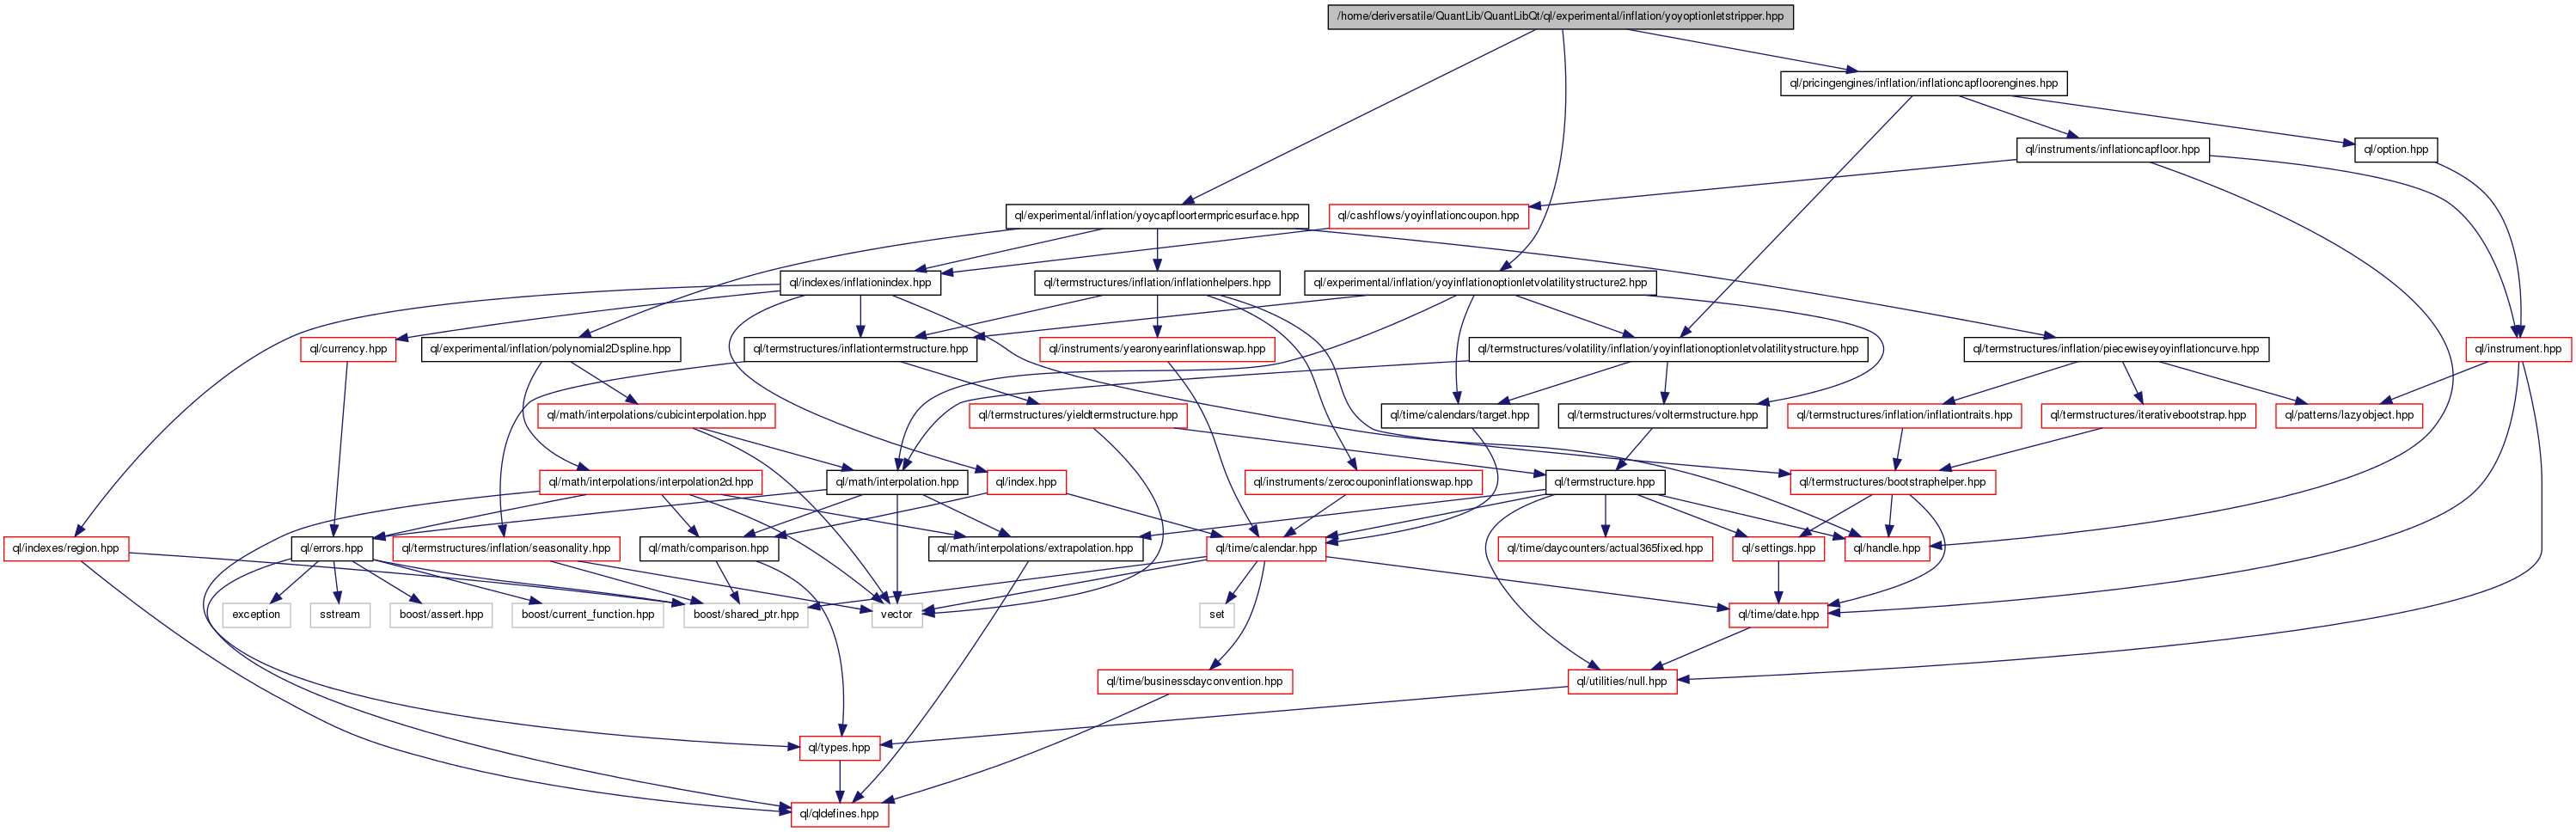 /home/deriversatile/QuantLib/QuantLibQt/ql/experimental/inflation/yoyoptionletstripper.hpp
ql/pricingengines/inflation/inflationcapfloorengines.hpp
ql/instruments/inflationcapfloor.hpp
ql/option.hpp
ql/experimental/inflation/yoycapfloortermpricesurface.hpp
ql/cashflows/yoyinflationcoupon.hpp
ql/indexes/inflationindex.hpp
ql/termstructures/inflation/inflationhelpers.hpp
ql/experimental/inflation/yoyinflationoptionletvolatilitystructure2.hpp
ql/currency.hpp
ql/experimental/inflation/polynomial2Dspline.hpp
ql/termstructures/inflationtermstructure.hpp
ql/instruments/yearonyearinflationswap.hpp
ql/termstructures/volatility/inflation/yoyinflationoptionletvolatilitystructure.hpp
ql/termstructures/inflation/piecewiseyoyinflationcurve.hpp
ql/instrument.hpp
ql/math/interpolations/cubicinterpolation.hpp
ql/termstructures/yieldtermstructure.hpp
ql/time/calendars/target.hpp
ql/termstructures/voltermstructure.hpp
ql/termstructures/inflation/inflationtraits.hpp
ql/termstructures/iterativebootstrap.hpp
ql/patterns/lazyobject.hpp
ql/math/interpolations/interpolation2d.hpp
ql/math/interpolation.hpp
ql/index.hpp
ql/instruments/zerocouponinflationswap.hpp
ql/termstructure.hpp
ql/termstructures/bootstraphelper.hpp
ql/indexes/region.hpp
ql/errors.hpp
ql/termstructures/inflation/seasonality.hpp
ql/math/comparison.hpp
ql/math/interpolations/extrapolation.hpp
ql/time/calendar.hpp
ql/time/daycounters/actual365fixed.hpp
ql/settings.hpp
ql/handle.hpp
exception
sstream
boost/assert.hpp
boost/current_function.hpp
boost/shared_ptr.hpp
vector
set
ql/time/date.hpp
ql/time/businessdayconvention.hpp
ql/utilities/null.hpp
ql/types.hpp
ql/qldefines.hpp